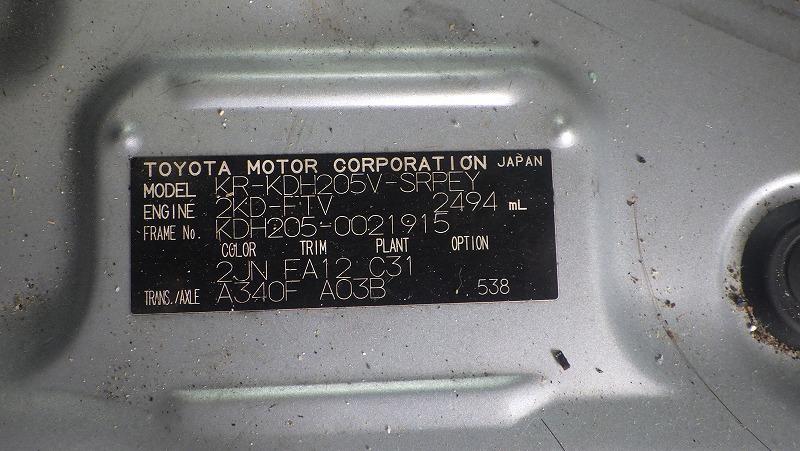 TOYOTA MOTOR CORPORATION JAPAN
MODEL KR-KDH205V-SRPEY
ENGINE 2KD-FTV 2494 mL
FRAME No. KDH205-0021915
COLOR TRIM PLANT OPTION
2JN FA12 C31
TRANS./AXLE A340F A03B 538